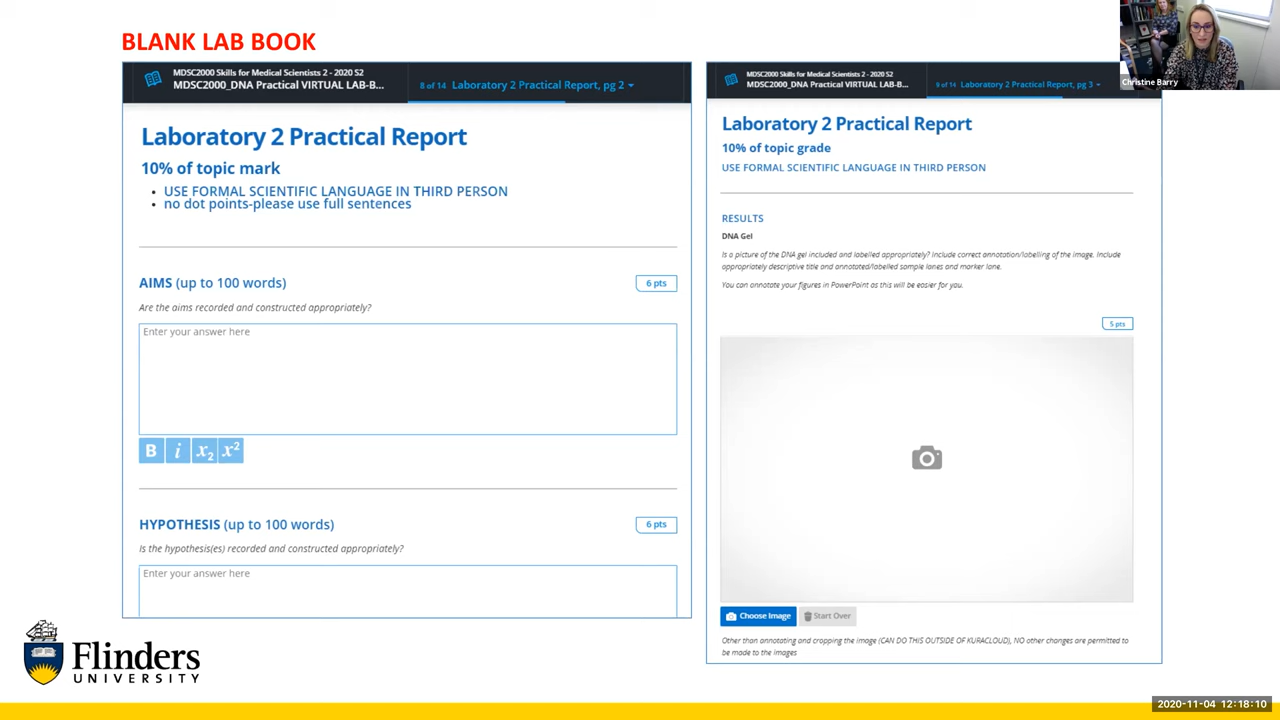 BLANK LAB BOOK
MDSC2000 Skills for Medical Scientists 2 - 2020 S2
MDSC2000_DNA Practical VIRTUAL LAB-B...
8 of 14 Laboratory 2 Practical Report, pg 2
Laboratory 2 Practical Report
10% of topic mark
• USE FORMAL SCIENTIFIC LANGUAGE IN THIRD PERSON
• no dot points-please use full sentences
AIMS (up to 100 words)
6 pts
Are the aims recorded and constructed appropriately?
Enter your answer here
B i x₂ x²
HYPOTHESIS (up to 100 words)
6 pts
Is the hypothesis(es) recorded and constructed appropriately?
Enter your answer here
MDSC2000 Skills for Medical Scientists 2 - 2020 S2
MDSC2000_DNA Practical VIRTUAL LAB-B...
9 of 14 Laboratory 2 Practical Report, pg 3
Laboratory 2 Practical Report
10% of topic grade
USE FORMAL SCIENTIFIC LANGUAGE IN THIRD PERSON
RESULTS
DNA Gel
Is a picture of the DNA gel included and labelled appropriately? Include correct annotation/labelling of the image. Include
appropriately descriptive title and annotated/labelled sample lanes and marker lane.
You can annotate your figures in PowerPoint as this will be easier for you.
5 pts
Choose Image
Start Over
Other than annotating and cropping the image (CAN DO THIS OUTSIDE OF KURACLOUD), NO other changes are permitted to
be made to the images
Christine Barry
Flinders
UNIVERSITY
2020-11-04 12:18:10